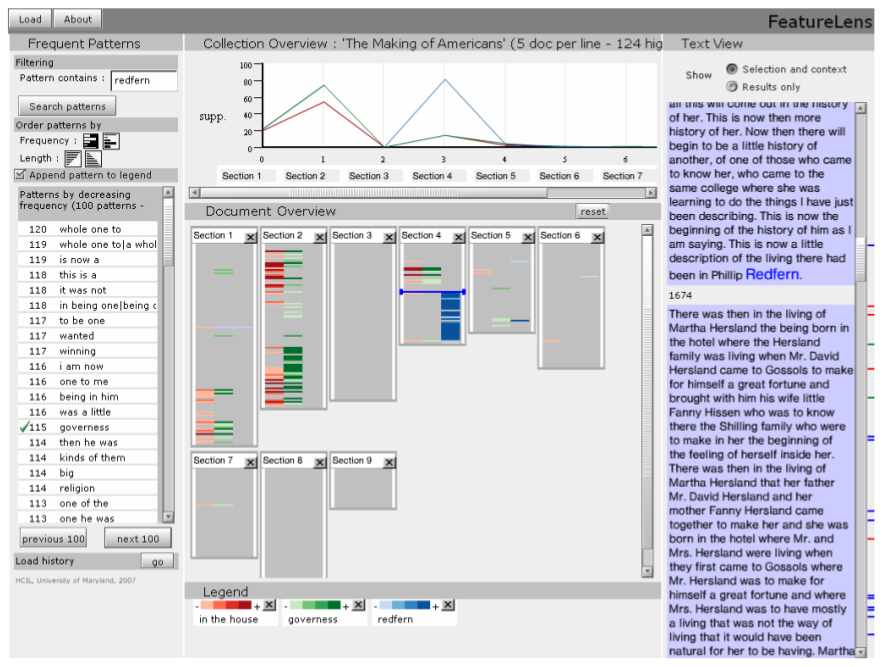 Load About
FeatureLens
Frequent Patterns
Filtering
Pattern contains : redfern
Search patterns
Order patterns by
Frequency :
Length :
Append pattern to legend
Patterns by decreasing
frequency (100 patterns -
120 whole one to
119 whole one to|a whol
119 is now a
118 this is a
118 it was not
118 in being one|being c
117 to be one
117 wanted
117 winning
116 i am now
116 one to me
116 being in him
116 was a little
115 governess
114 then he was
114 kinds of them
114 big
114 religion
113 one of the
113 one he was
previous 100 next 100
Load history go
HCIL, University of Maryland, 2007
Collection Overview : 'The Making of Americans' (5 doc per line - 124 hig
100
80
60
supp.
40
20
0
0 1 2 3 4 5 6
Section 1 Section 2 Section 3 Section 4 Section 5 Section 6 Section 7
Document Overview reset
Section 1 Section 2 Section 3 Section 4 Section 5 Section 6
Section 7 Section 8 Section 9
Legend
- + - + - +
in the house governess redfern
Text View
Show Selection and context
Results only
all this will come out in the history
of her. This is now then more
history of her. Now then there will
begin to be a little history of
another, of one of those who came
to know her, who came to the
same college where she was
learning to do the things I have just
been describing. This is now the
beginning of the history of him as I
am saying. This is now a little
description of the living there had
been in Phillip Redfern.
1674
There was then in the living of
Martha Hersland the being born in
the hotel where the Hersland
family was living when Mr. David
Hersland came to Gossols to make
for himself a great fortune and
brought with him his wife little
Fanny Hissen who was to know
there the Shilling family who were
to make in her the beginning of
the feeling of herself inside her.
There was then in the living of
Martha Hersland that her father
Mr. David Hersland and her
mother Fanny Hersland came
together to make her and she was
born in the hotel where Mr. and
Mrs. Hersland were living when
they first came to Gossols where
Mr. Hersland was to make for
himself a great fortune and where
Mrs. Hersland was to have mostly
a living that was not the way of
living that it would have been
natural for her to be having. Martha